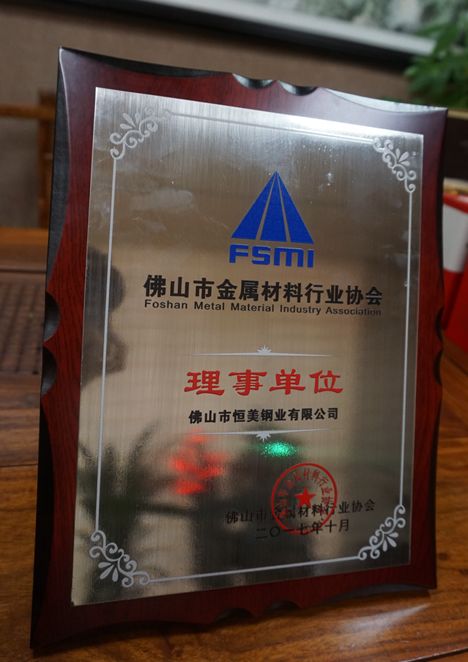 FSMI
佛山市金属材料行业协会
Foshan Metal Material Industry Association
理事单位
佛山市恒美钢业有限公司
佛山市金属材料行业协会
二〇一七年十月